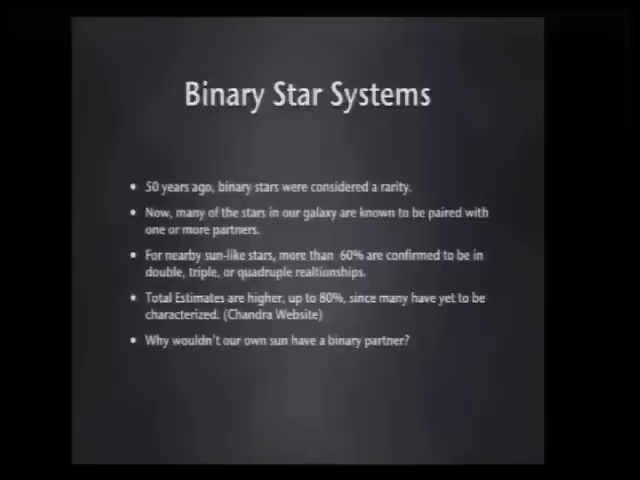 Binary Star Systems
• 50 years ago, binary stars were considered a rarity.
• Now, many of the stars in our galaxy are known to be paired with
one or more partners.
• For nearby sun-like stars, more than 60% are confirmed to be in
double, triple, or quadruple realtionships.
• Total Estimates are higher, up to 80%, since many have yet to be
characterized. (Chandra Website)
• Why wouldn't our own sun have a binary partner?